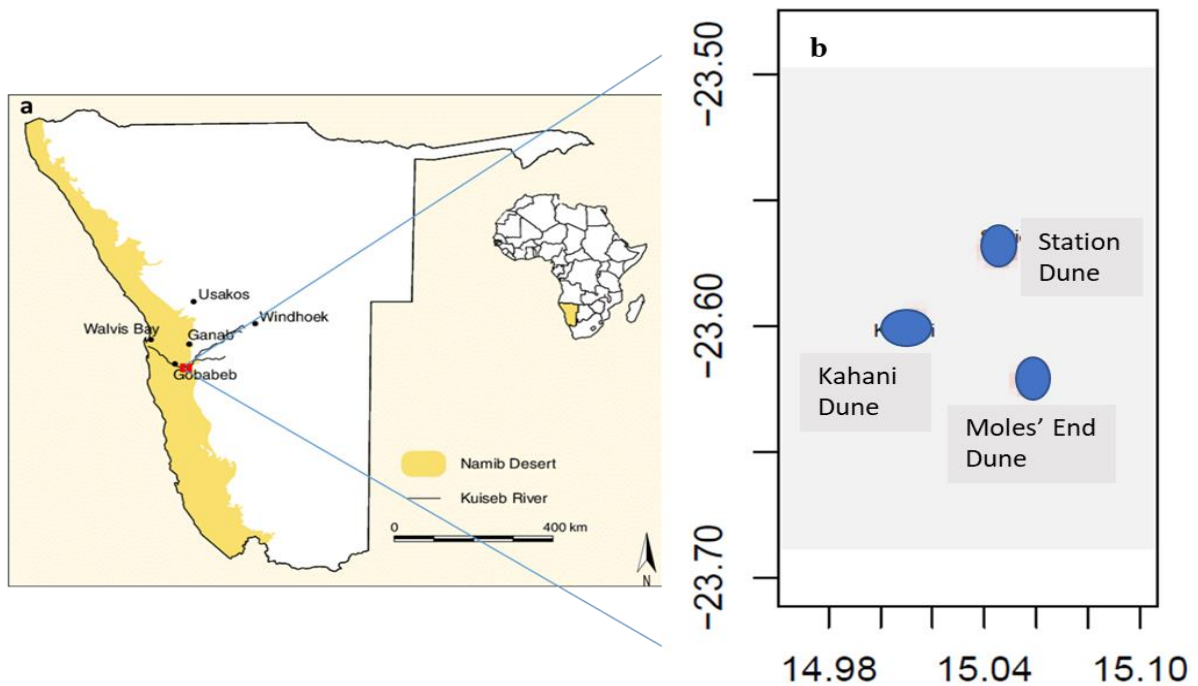 a
Usakos
Windhoek
Walvis Bay
Ganab
Gobabeb
Namib Desert
Kuiseb River
0 400 km
N
b
-23.50
-23.60
-23.70
Station
Dune
Kahani
Dune
Moles' End
Dune
14.98 15.04 15.10